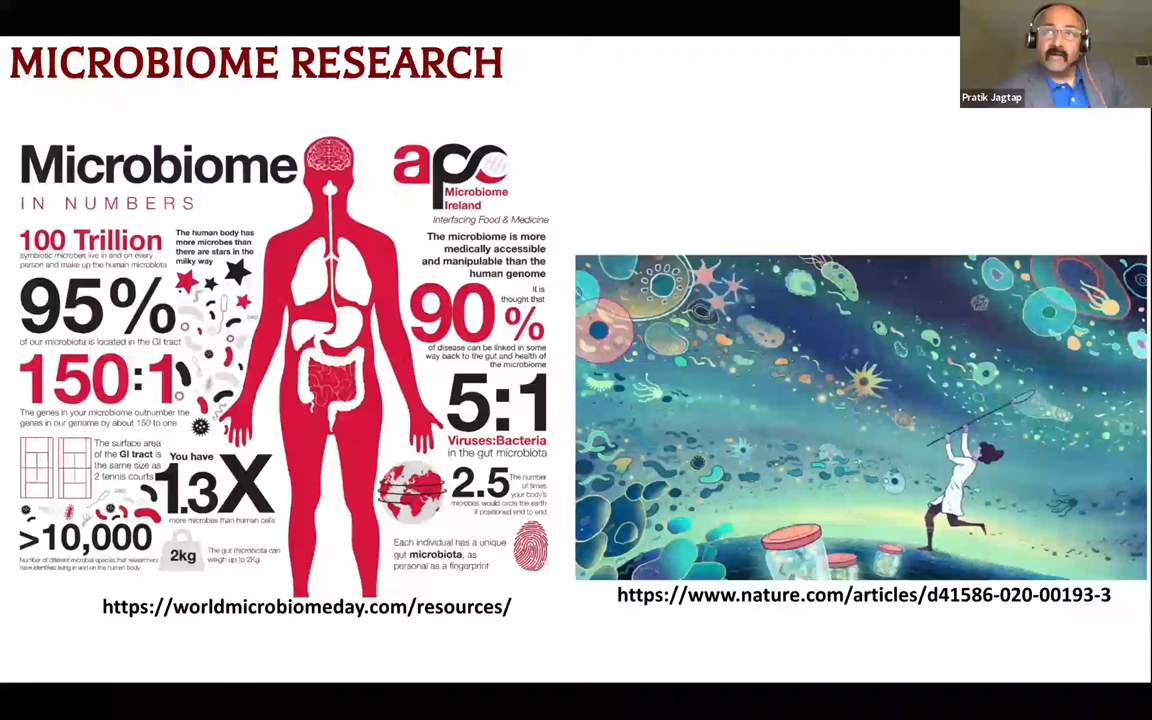 MICROBIOME RESEARCH
Pratik Jagtap
Microbiome
IN NUMBERS
100 Trillion
symbiotic microbes live in and on every
person and make up the human microbiota
The human body has
more microbes than
there are stars in the
milky way
95%
of our microbiota is located in the GI tract
150:1
The genes in your microbiome outnumber the
genes in our genome by about 150 to one
The surface area
of the GI tract is
the same size as
2 tennis courts
You have
1.3X
more microbes than human cells
>10,000
Number of different microbial species that researchers
have identified living in and on the human body
2kg
The gut microbiota can
weigh up to 2Kg
apc
Microbiome
Ireland
Interfacing Food & Medicine
The microbiome is more
medically accessible
and manipulable than the
human genome
90%
It is
thought that
of disease can be linked in some
way back to the gut and health of
the microbiome
5:1
Viruses:Bacteria
in the gut microbiota
2.5
The number
of times
your body's
microbes would circle the earth
if positioned end to end
Each individual has a unique
gut microbiota, as
personal as a fingerprint
https://worldmicrobiomeday.com/resources/
https://www.nature.com/articles/d41586-020-00193-3